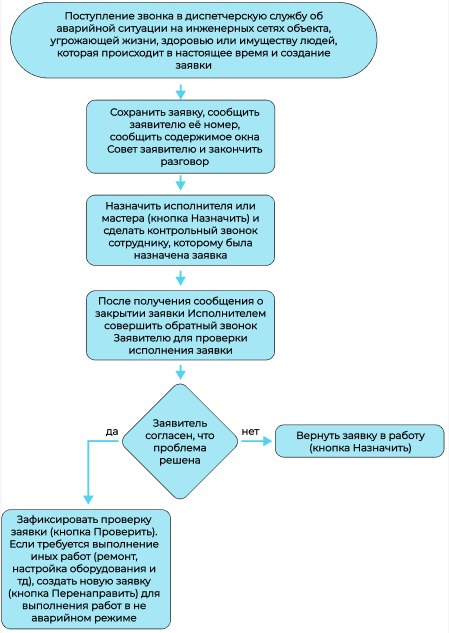 Поступление звонка в диспетчерскую службу об
аварийной ситуации на инженерных сетях объекта,
угрожающей жизни, здоровью или имуществу людей,
которая происходит в настоящее время и создание
заявки
Сохранить заявку, сообщить
заявителю её номер,
сообщить содержимое окна
Совет заявителю и закончить
разговор
Назначить исполнителя или
мастера (кнопка Назначить) и
сделать контрольный звонок
сотруднику, которому была
назначена заявка
После получения сообщения о
закрытии заявки Исполнителем
совершить обратный звонок
Заявителю для проверки
исполнения заявки
Заявитель
согласен, что
проблема
решена
да
нет
Вернуть заявку в работу
(кнопка Назначить)
Зафиксировать проверку
заявки (кнопка Проверить).
Если требуется выполнение
иных работ (ремонт,
настройка оборудования и
тд), создать новую заявку
(кнопка Перенаправить) для
выполнения работ в не
аварийном режиме